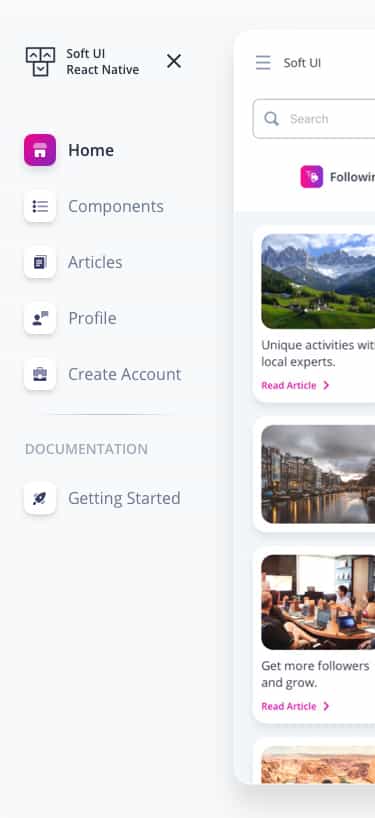 Soft UI
React Native
Home
Components
Articles
Profile
Create Account
DOCUMENTATION
Getting Started
Soft UI
Search
Followin
Unique activities wit
local experts.
Read Article
Get more followers
and grow.
Read Article